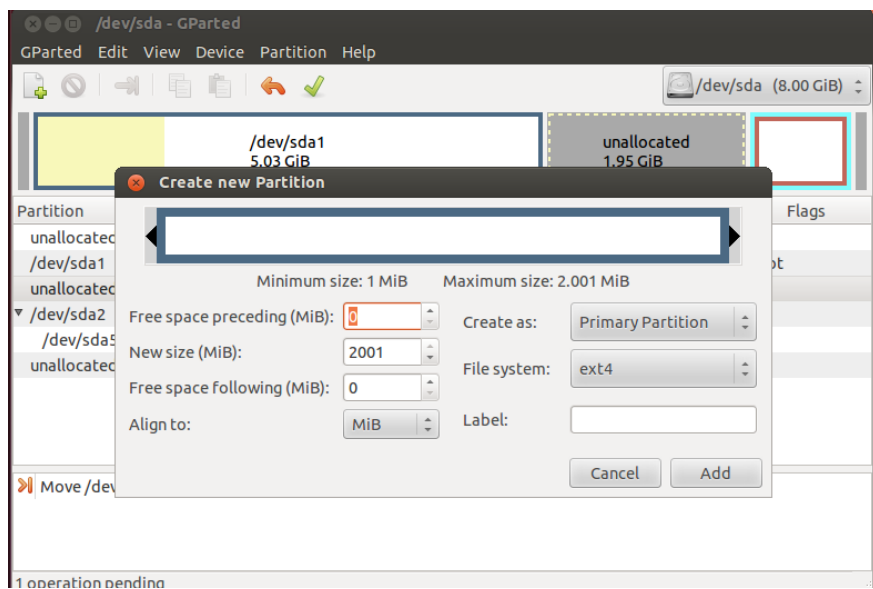 /dev/sda - GParted
GParted Edit View Device Partition Help
/dev/sda (8.00 GiB)
/dev/sda1
5.03 GiB
unallocated
1.95 GiB
Create new Partition
Partition
Flags
unallocated
/dev/sda1
unallocated
/dev/sda2
/dev/sda5
unallocated
Minimum size: 1 MiB Maximum size: 2.001 MiB
Free space preceding (MiB): 0
Create as: Primary Partition
New size (MiB): 2001
File system: ext4
Free space following (MiB): 0
Align to: MiB
Label:
Cancel Add
Move /dev
1 operation pending